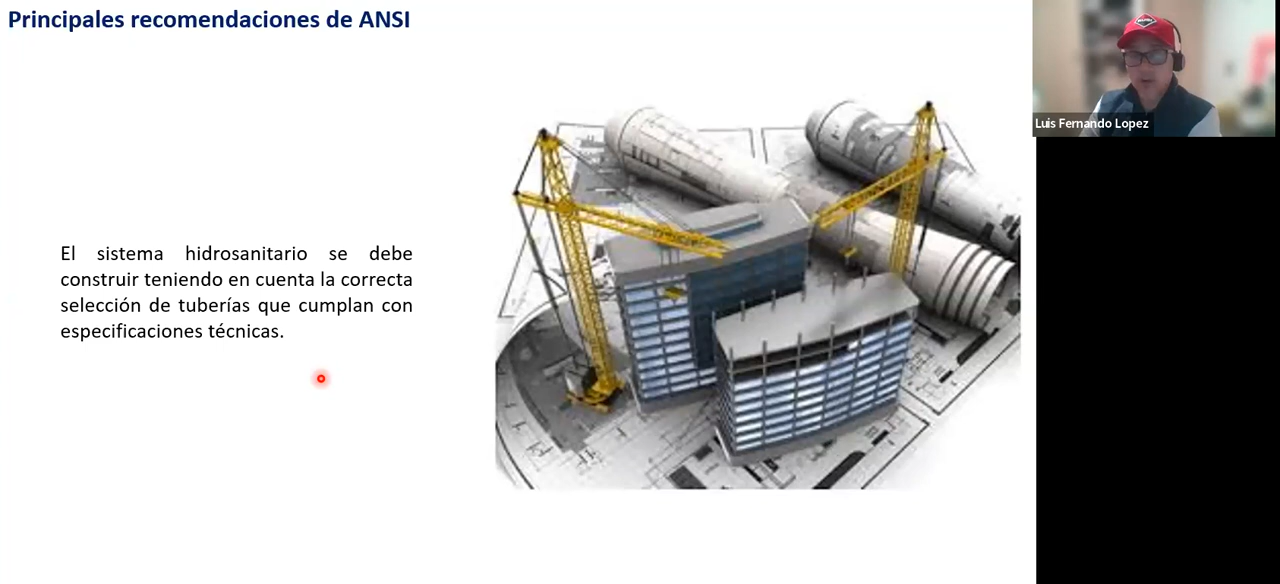 Principales recomendaciones de ANSI
El sistema hidrosanitario se debe
construir teniendo en cuenta la correcta
selección de tuberías que cumplan con
especificaciones técnicas.
Luis Fernando Lopez